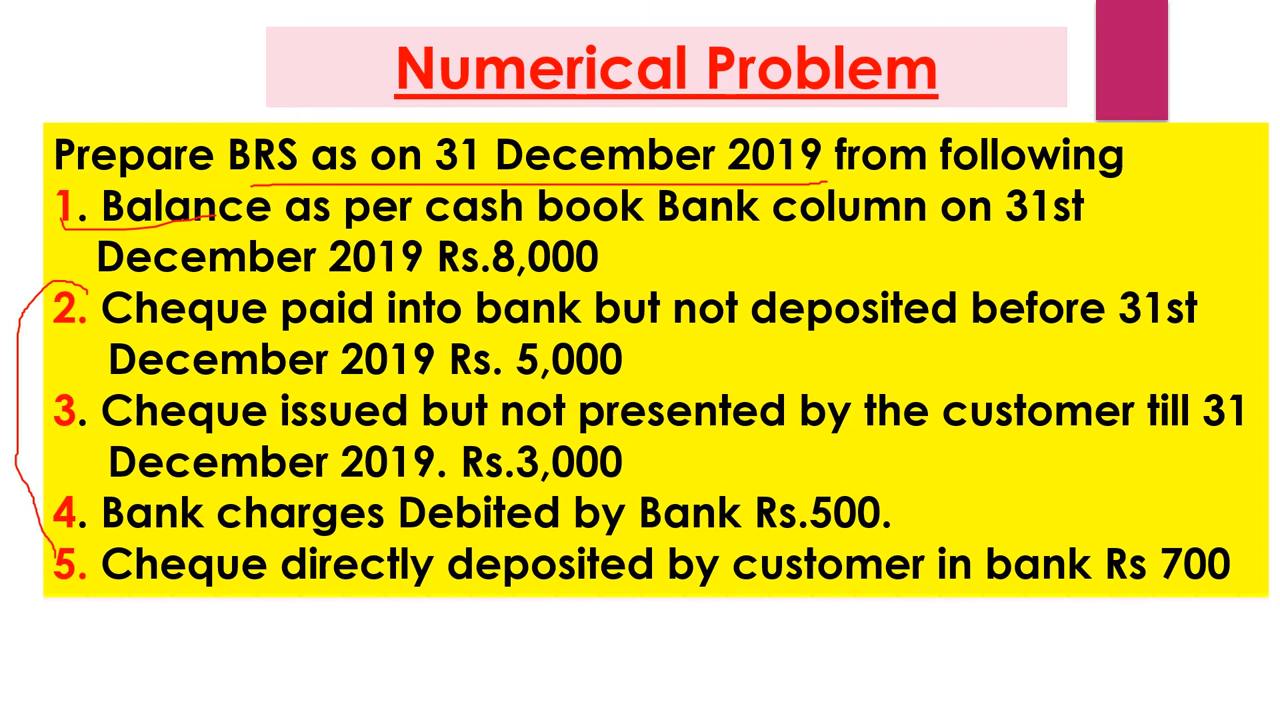 Numerical Problem
Prepare BRS as on 31 December 2019 from following
1. Balance as per cash book Bank column on 31st
December 2019 Rs.8,000
2. Cheque paid into bank but not deposited before 31st
December 2019 Rs. 5,000
3. Cheque issued but not presented by the customer till 31
December 2019. Rs.3,000
4. Bank charges Debited by Bank Rs.500.
5. Cheque directly deposited by customer in bank Rs 700